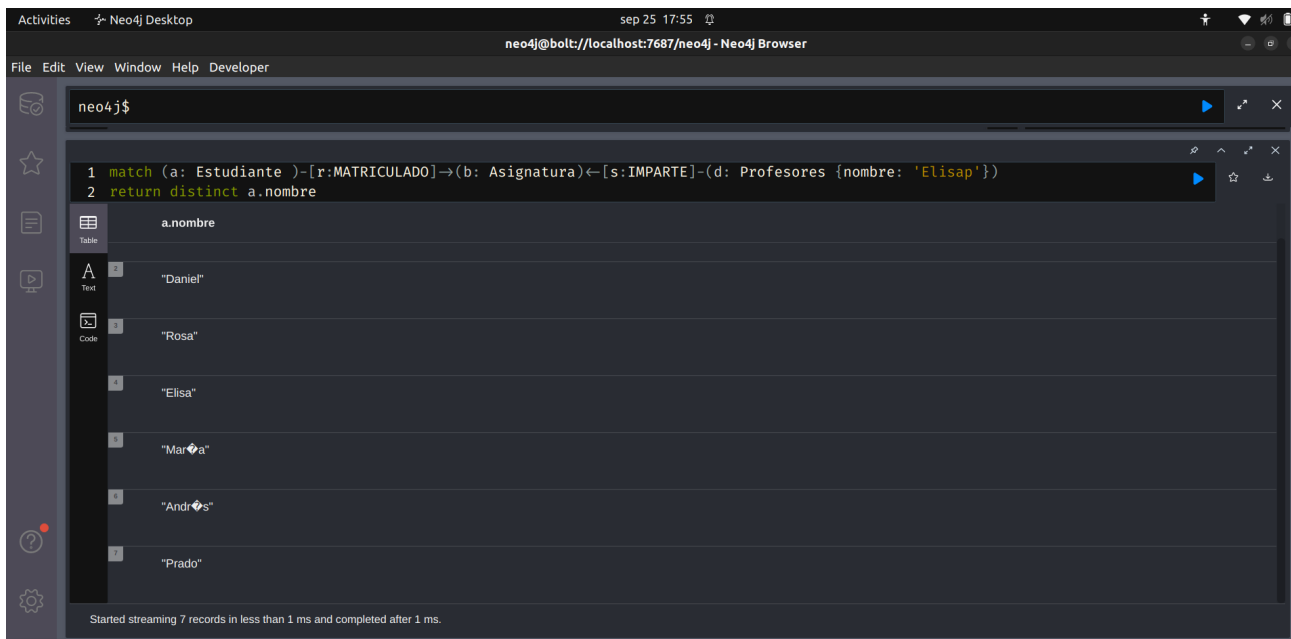 Activities Neo4j Desktop sep 25 17:55
neo4j@bolt://localhost:7687/neo4j - Neo4j Browser
File Edit View Window Help Developer
neo4j$
1 match (a: Estudiante )-[r:MATRICULADO]→(b: Asignatura)←[s:IMPARTE]-(d: Profesores {nombre: 'Elisap'})
2 return distinct a.nombre
Table
a.nombre
Text
2 "Daniel"
Code
3 "Rosa"
4 "Elisa"
5 "Mar�a"
6 "Andr�s"
7 "Prado"
Started streaming 7 records in less than 1 ms and completed after 1 ms.